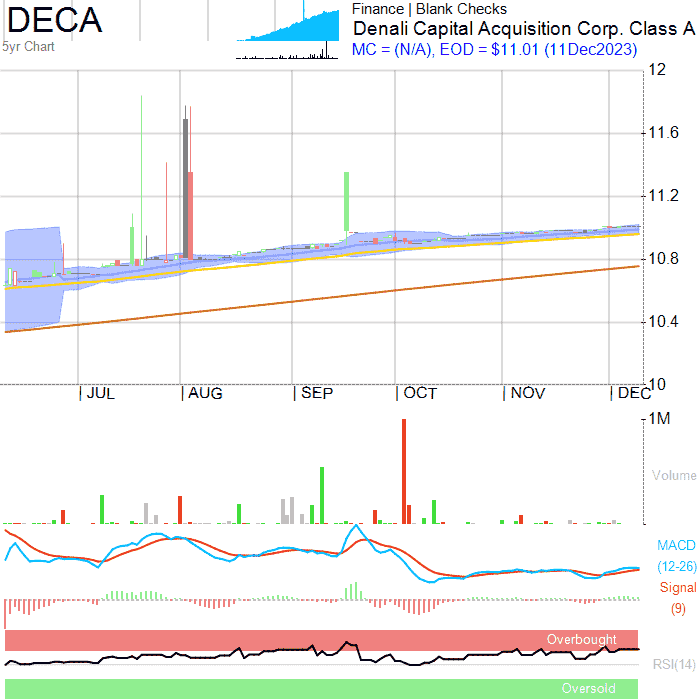 DECA
5yr Chart
Finance | Blank Checks
Denali Capital Acquisition Corp. Class A
MC = (N/A), EOD = $11.01 (11Dec2023)
12
11.6
11.2
10.8
10.4
10
| JUL | AUG | SEP | OCT | NOV | DEC
1M
Volume
MACD
(12-26)
Signal
(9)
Overbought
RSI(14)
Oversold